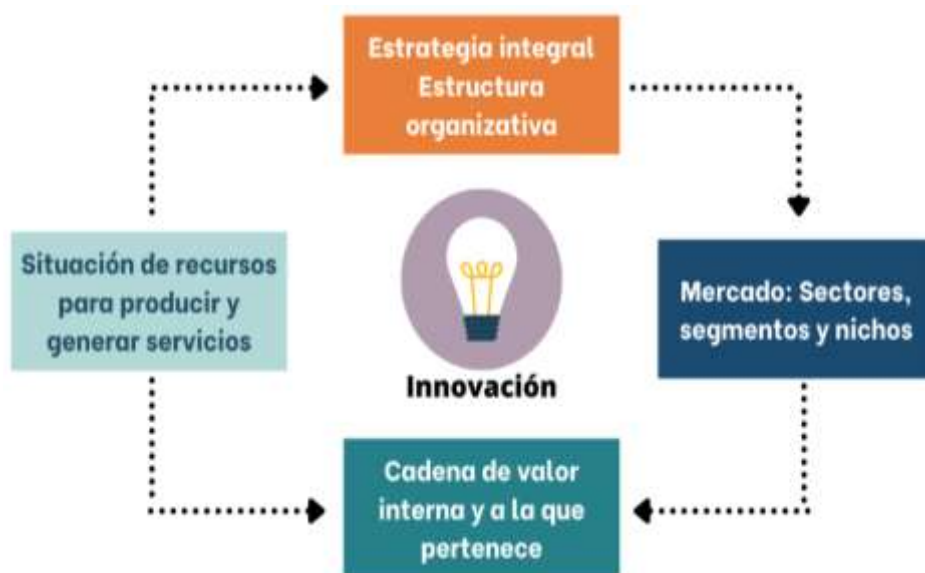 Estrategia integral
Estructura
organizativa
Situación de recursos
para producir y
generar servicios
Innovación
Mercado: Sectores,
segmentos y nichos
Cadena de valor
interna y a la que
pertenece